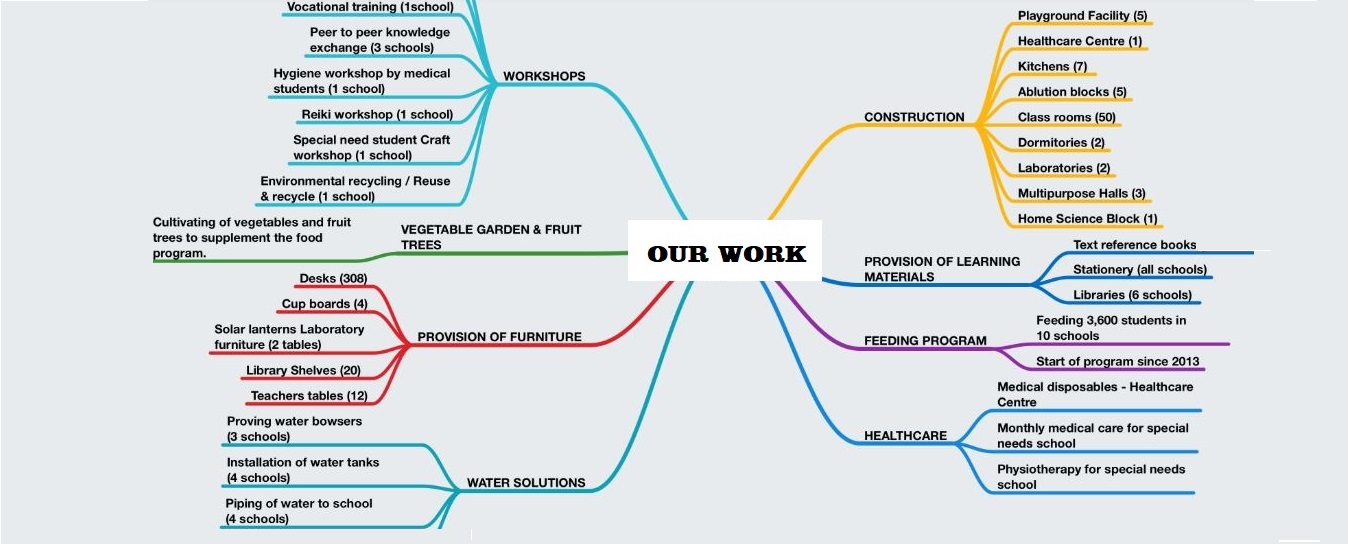 OUR WORK
Vocational training (1school)
Peer to peer knowledge
exchange (3 schools)
Hygiene workshop by medical
students (1 school)
Reiki workshop (1 school)
Special need student Craft
workshop (1 school)
Environmental recycling / Reuse
& recycle (1 school)
WORKSHOPS
Cultivating of vegetables and fruit
trees to supplement the food
program.
VEGETABLE GARDEN & FRUIT
TREES
Desks (308)
Cup boards (4)
Solar lanterns Laboratory
furniture (2 tables)
Library Shelves (20)
Teachers tables (12)
PROVISION OF FURNITURE
Proving water bowsers
(3 schools)
Installation of water tanks
(4 schools)
Piping of water to school
(4 schools)
WATER SOLUTIONS
CONSTRUCTION
Playground Facility (5)
Healthcare Centre (1)
Kitchens (7)
Ablution blocks (5)
Class rooms (50)
Dormitories (2)
Laboratories (2)
Multipurpose Halls (3)
Home Science Block (1)
PROVISION OF LEARNING
MATERIALS
Text reference books
Stationery (all schools)
Libraries (6 schools)
FEEDING PROGRAM
Feeding 3,600 students in
10 schools
Start of program since 2013
HEALTHCARE
Medical disposables - Healthcare
Centre
Monthly medical care for special
needs school
Physiotherapy for special needs
school